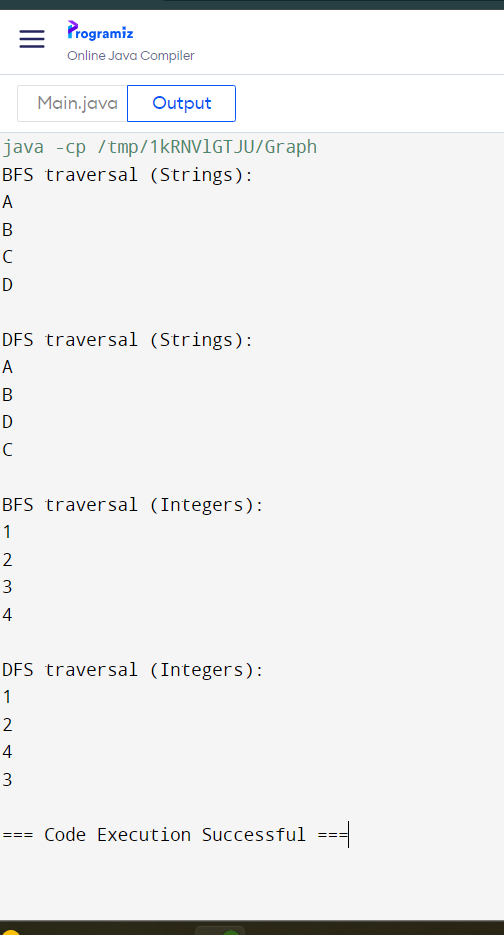 Programiz
Online Java Compiler
Main.java
Output
java -cp /tmp/1kRNVlGTJU/Graph
BFS traversal (Strings):
A
B
C
D
DFS traversal (Strings):
A
B
D
C
BFS traversal (Integers):
1
2
3
4
DFS traversal (Integers):
1
2
4
3
=== Code Execution Successful ===